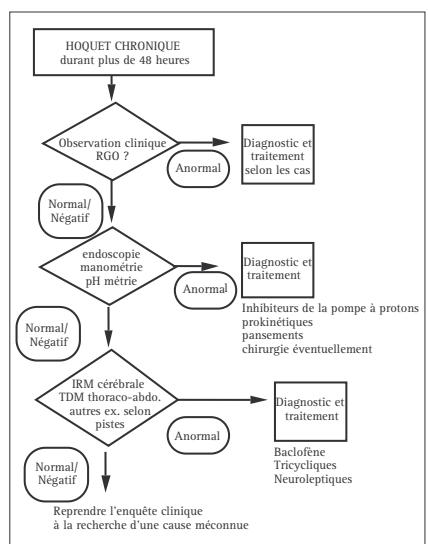 HOQUET CHRONIQUE
durant plus de 48 heures
Observation clinique
RGO ?
Anormal
Diagnostic et
traitement
selon les cas
Normal/
Négatif
endoscopie
manométrie
pH métrie
Anormal
Diagnostic et
traitement
Inhibiteurs de la pompe à protons
prokinétiques
pansements
chirurgie éventuellement
Normal/
Négatif
IRM cérébrale
TDM thoraco-abdo.
autres ex. selon
pistes
Anormal
Diagnostic et
traitement
Baclofène
Tricycliques
Neuroleptiques
Normal/
Négatif
Reprendre l'enquête clinique
à la recherche d'une cause méconnue